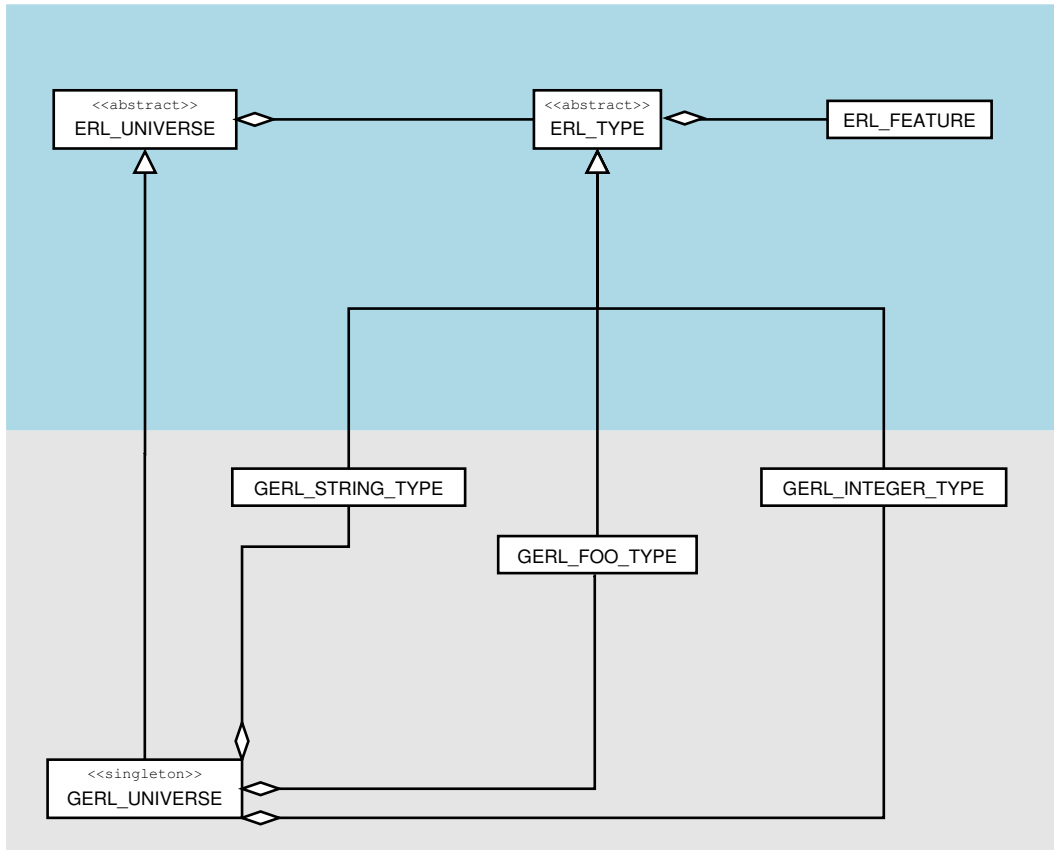 <<abstract>>
ERL_UNIVERSE
<<abstract>>
ERL_TYPE
ERL_FEATURE
GERL_STRING_TYPE
GERL_INTEGER_TYPE
GERL_FOO_TYPE
<<singleton>>
GERL_UNIVERSE